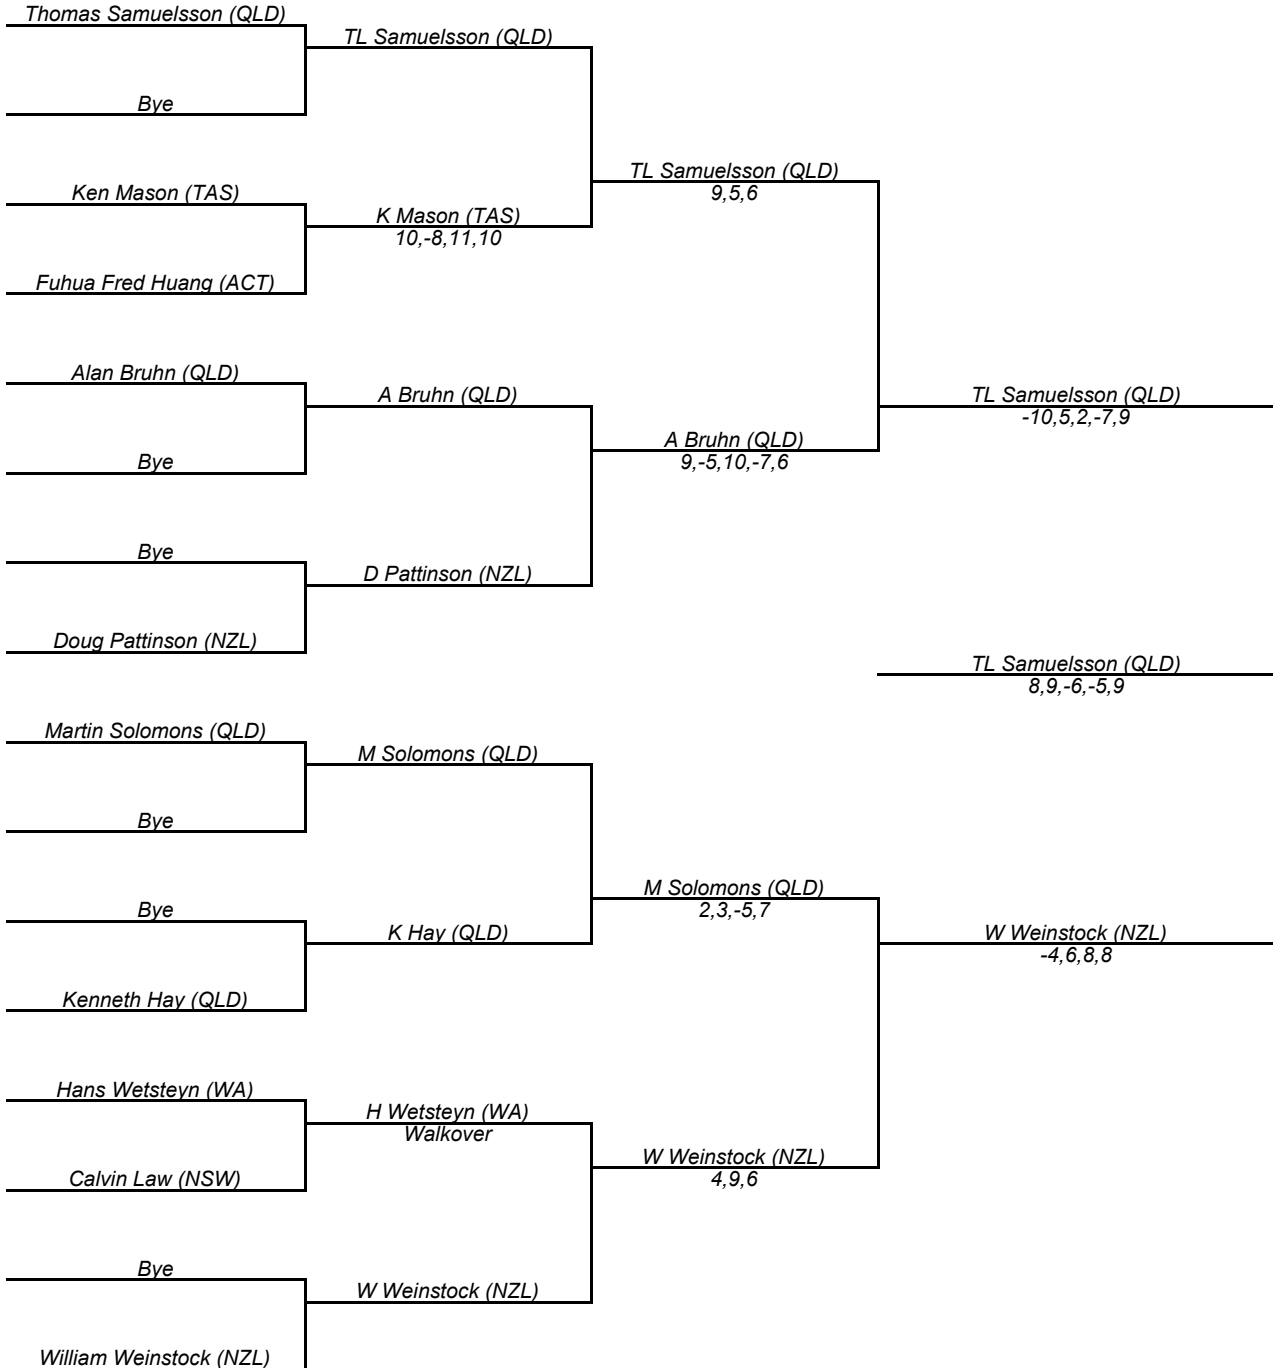 Thomas Samuelsson (QLD)
TL Samuelsson (QLD)
Bye
TL Samuelsson (QLD)
9,5,6
Ken Mason (TAS)
K Mason (TAS)
10,-8,11,10
Fuhua Fred Huang (ACT)
Alan Bruhn (QLD)
A Bruhn (QLD)
TL Samuelsson (QLD)
-10,5,2,-7,9
A Bruhn (QLD)
9,-5,10,-7,6
Bye
Bye
D Pattinson (NZL)
Doug Pattinson (NZL)
TL Samuelsson (QLD)
8,9,-6,-5,9
Martin Solomons (QLD)
M Solomons (QLD)
Bye
M Solomons (QLD)
2,3,-5,7
Bye
K Hay (QLD)
W Weinstock (NZL)
-4,6,8,8
Kenneth Hay (QLD)
Hans Wetsteyn (WA)
H Wetsteyn (WA)
Walkover
W Weinstock (NZL)
4,9,6
Calvin Law (NSW)
Bye
W Weinstock (NZL)
William Weinstock (NZL)